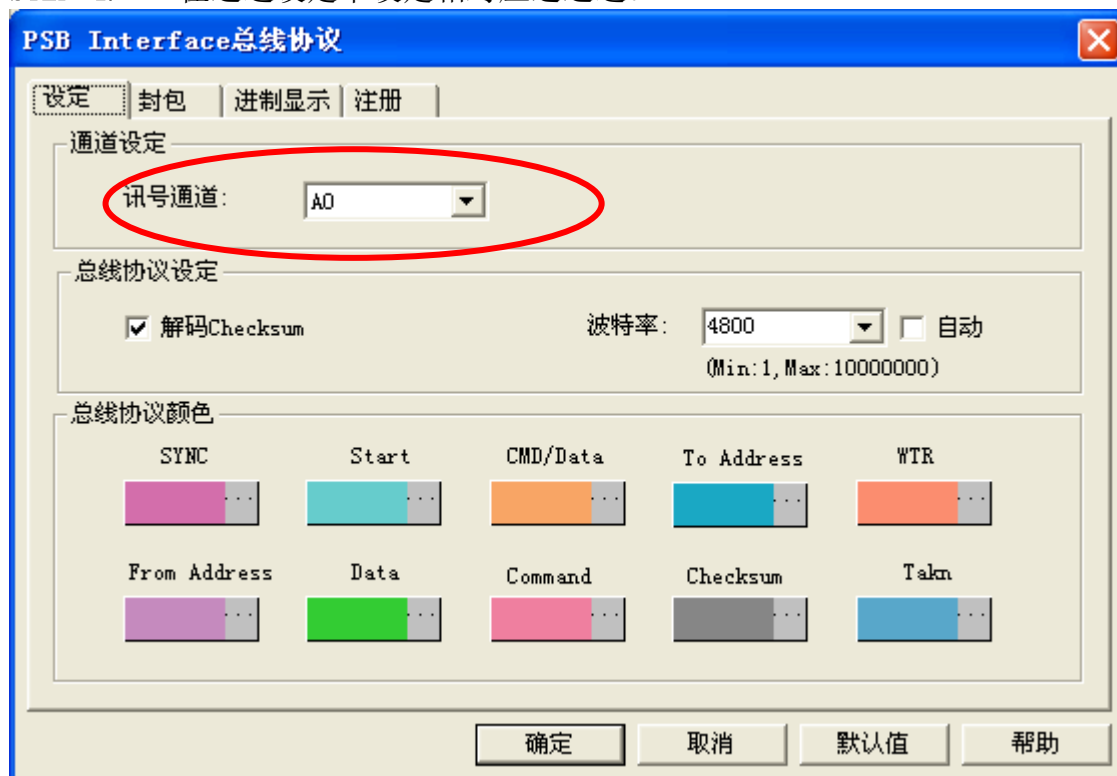 PSB Interface总线协议
设定 封包 进制显示 注册
通道设定
讯号通道: A0
总线协议设定
解码Checksum 波特率: 4800 自动
(Min:1,Max:10000000)
总线协议颜色
SYNC Start CMD/Data To Address WTR
... ... ... ... ...
From Address Data Command Checksum Takn
... ... ... ... ...
确定 取消 默认值 帮助